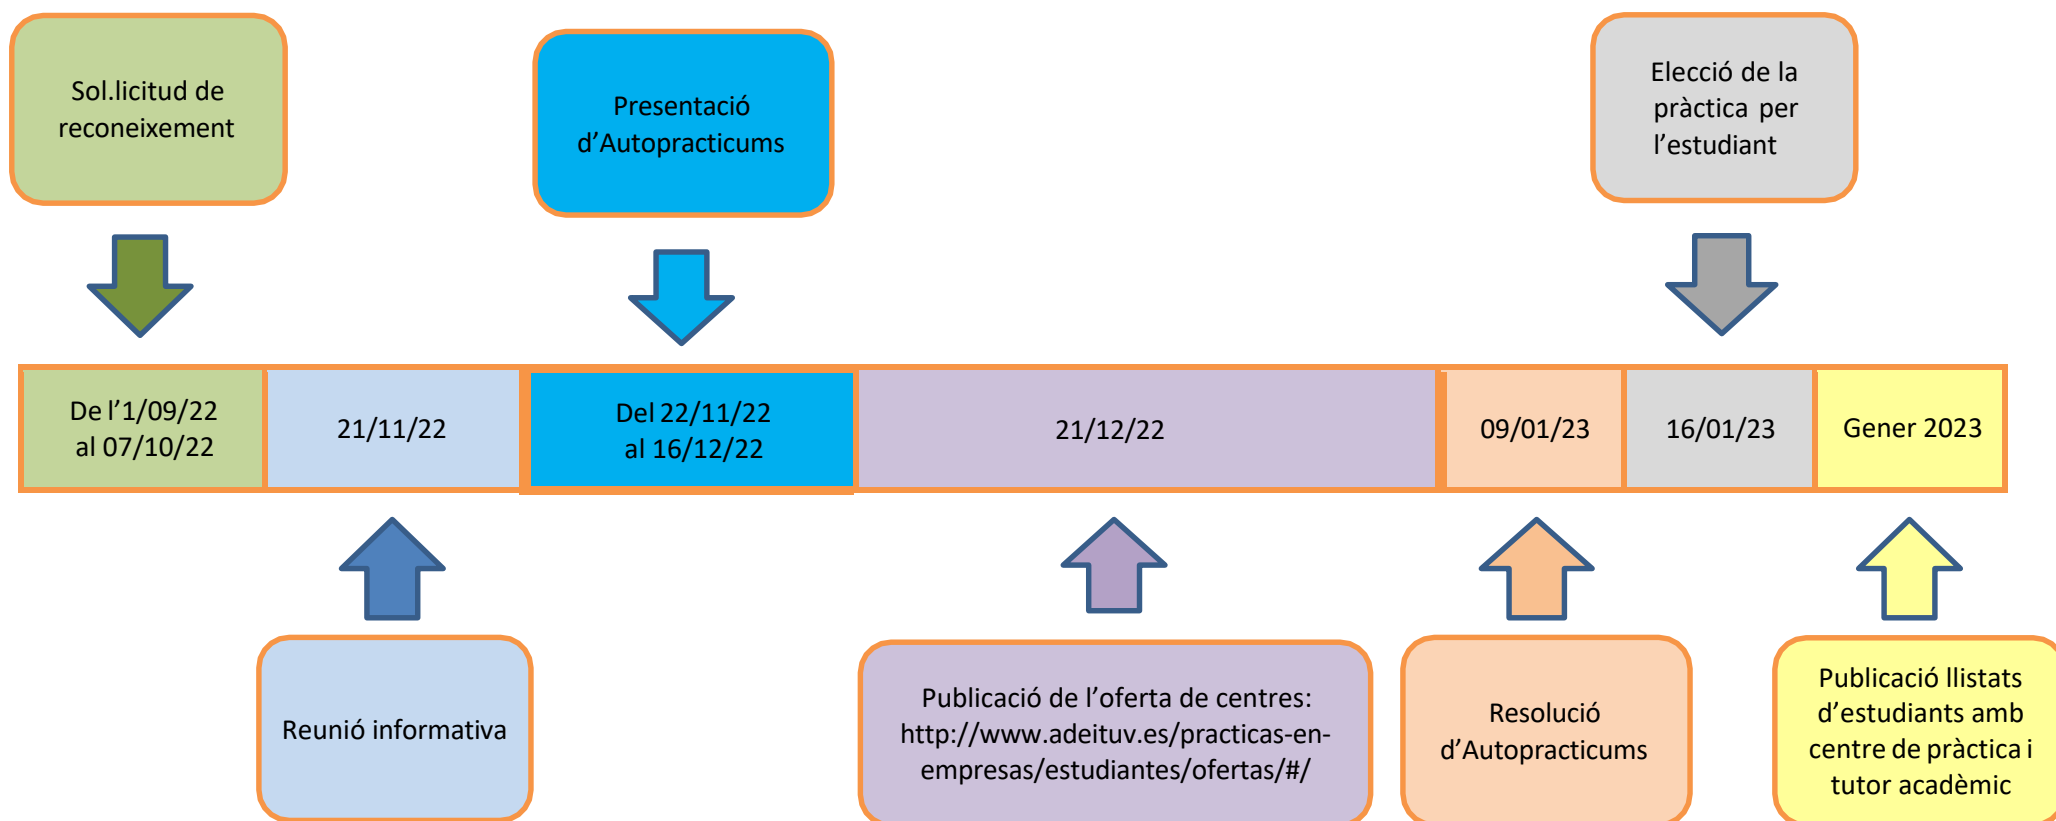 Sol.licitud de
reconeixement
Presentació
d’Autopracticums
Elecció de la
pràctica per
l’estudiant
De l’1/09/22
al 07/10/22
21/11/22
Del 22/11/22
al 16/12/22
21/12/22
09/01/23
16/01/23
Gener 2023
Reunió informativa
Publicació de l’oferta de centres:
http://www.adeituv.es/practicas-en-
empresas/estudiantes/ofertas/#/
Resolució
d’Autopracticums
Publicació llistats
d’estudiants amb
centre de pràctica i
tutor acadèmic